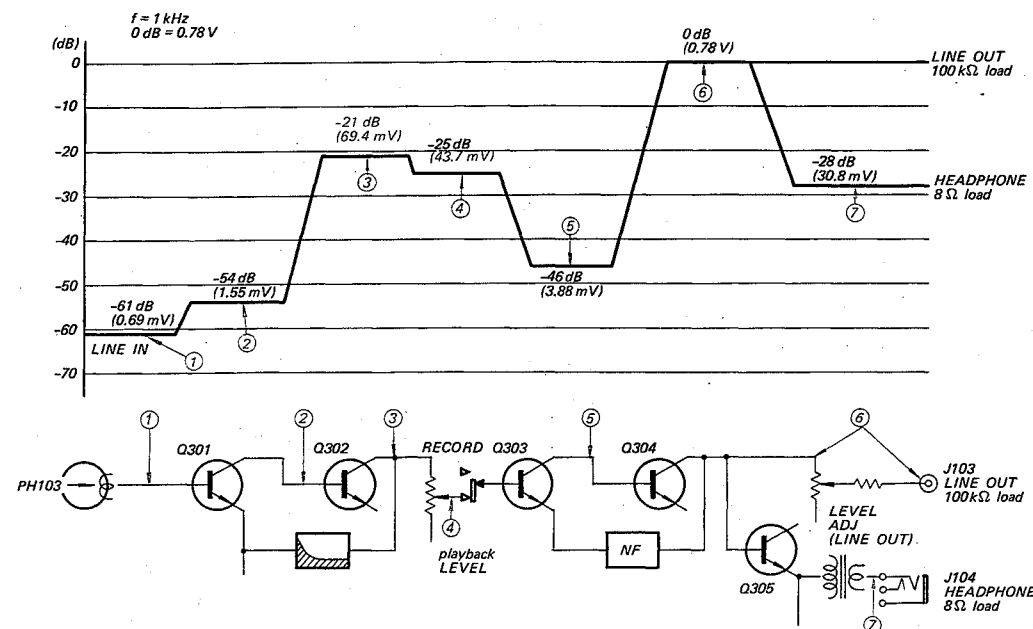 f = 1 kHz
0 dB = 0.78 V
(dB)
0
-10
-20
-30
-40
-50
-60
-70
0 dB
(0.78 V)
6
LINE OUT
100 kΩ load
-21 dB
(69.4 mV)
3
-25 dB
(43.7 mV)
4
-28 dB
(30.8 mV)
7
HEADPHONE
8 Ω load
5
-46 dB
(3.88 mV)
-54 dB
(1.55 mV)
2
-61 dB
(0.69 mV)
LINE IN
1
1
2
3
5
6
PH103
Q301
Q302
RECORD
Q303
Q304
4
playback
LEVEL
NF
J103
LINE OUT
100kΩ load
LEVEL
ADJ
(LINE OUT)
Q305
J104
HEADPHONE
8Ω load
7